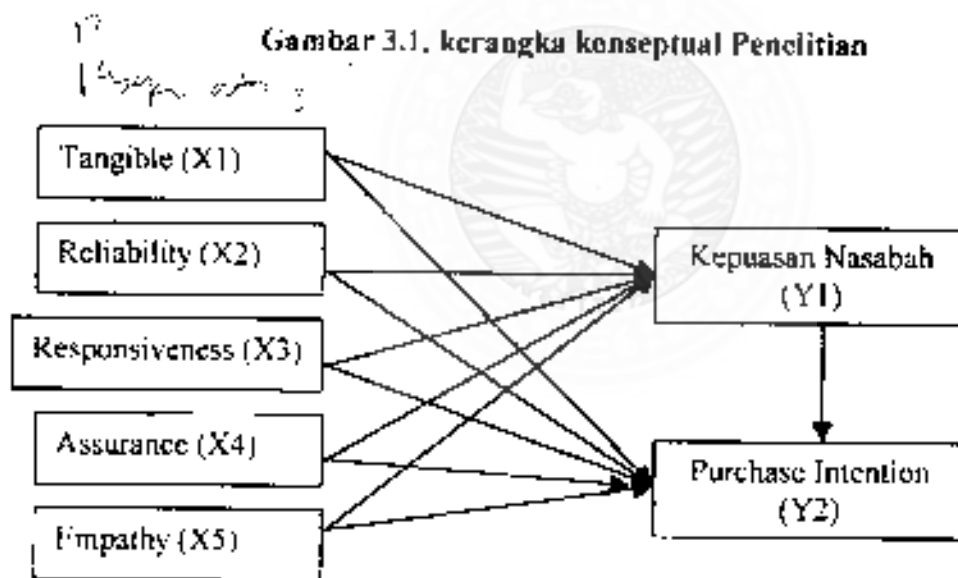 Gambar 3.1. kerangka konseptual Penelitian
Tangible (X1)
Reliability (X2)
Responsiveness (X3)
Assurance (X4)
Empathy (X5)
Kepuasan Nasabah
(Y1)
Purchase Intention
(Y2)